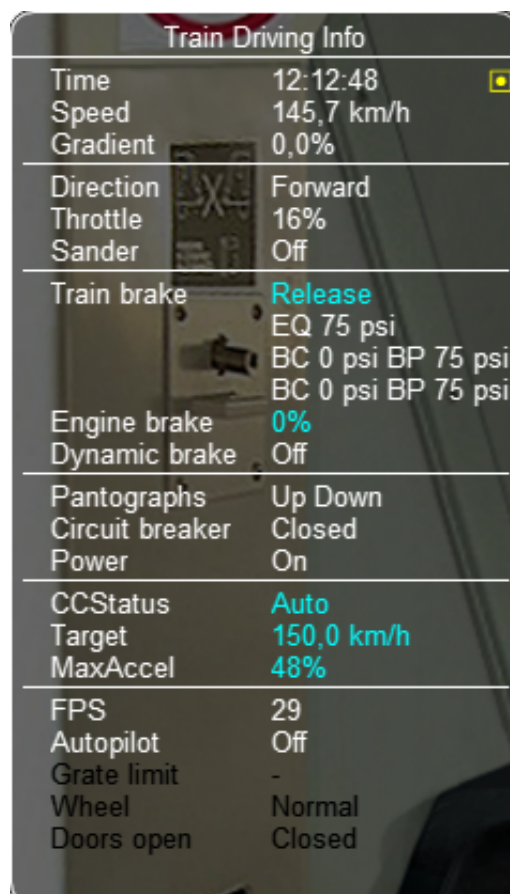 Train Driving Info
Time 12:12:48
Speed 145,7 km/h
Gradient 0,0%
Direction Forward
Throttle 16%
Sander Off
Train brake Release
EQ 75 psi
BC 0 psi BP 75 psi
BC 0 psi BP 75 psi
Engine brake 0%
Dynamic brake Off
Pantographs Up Down
Circuit breaker Closed
Power On
CCStatus Auto
Target 150,0 km/h
MaxAccel 48%
FPS 29
Autopilot Off
Grate limit -
Wheel Normal
Doors open Closed